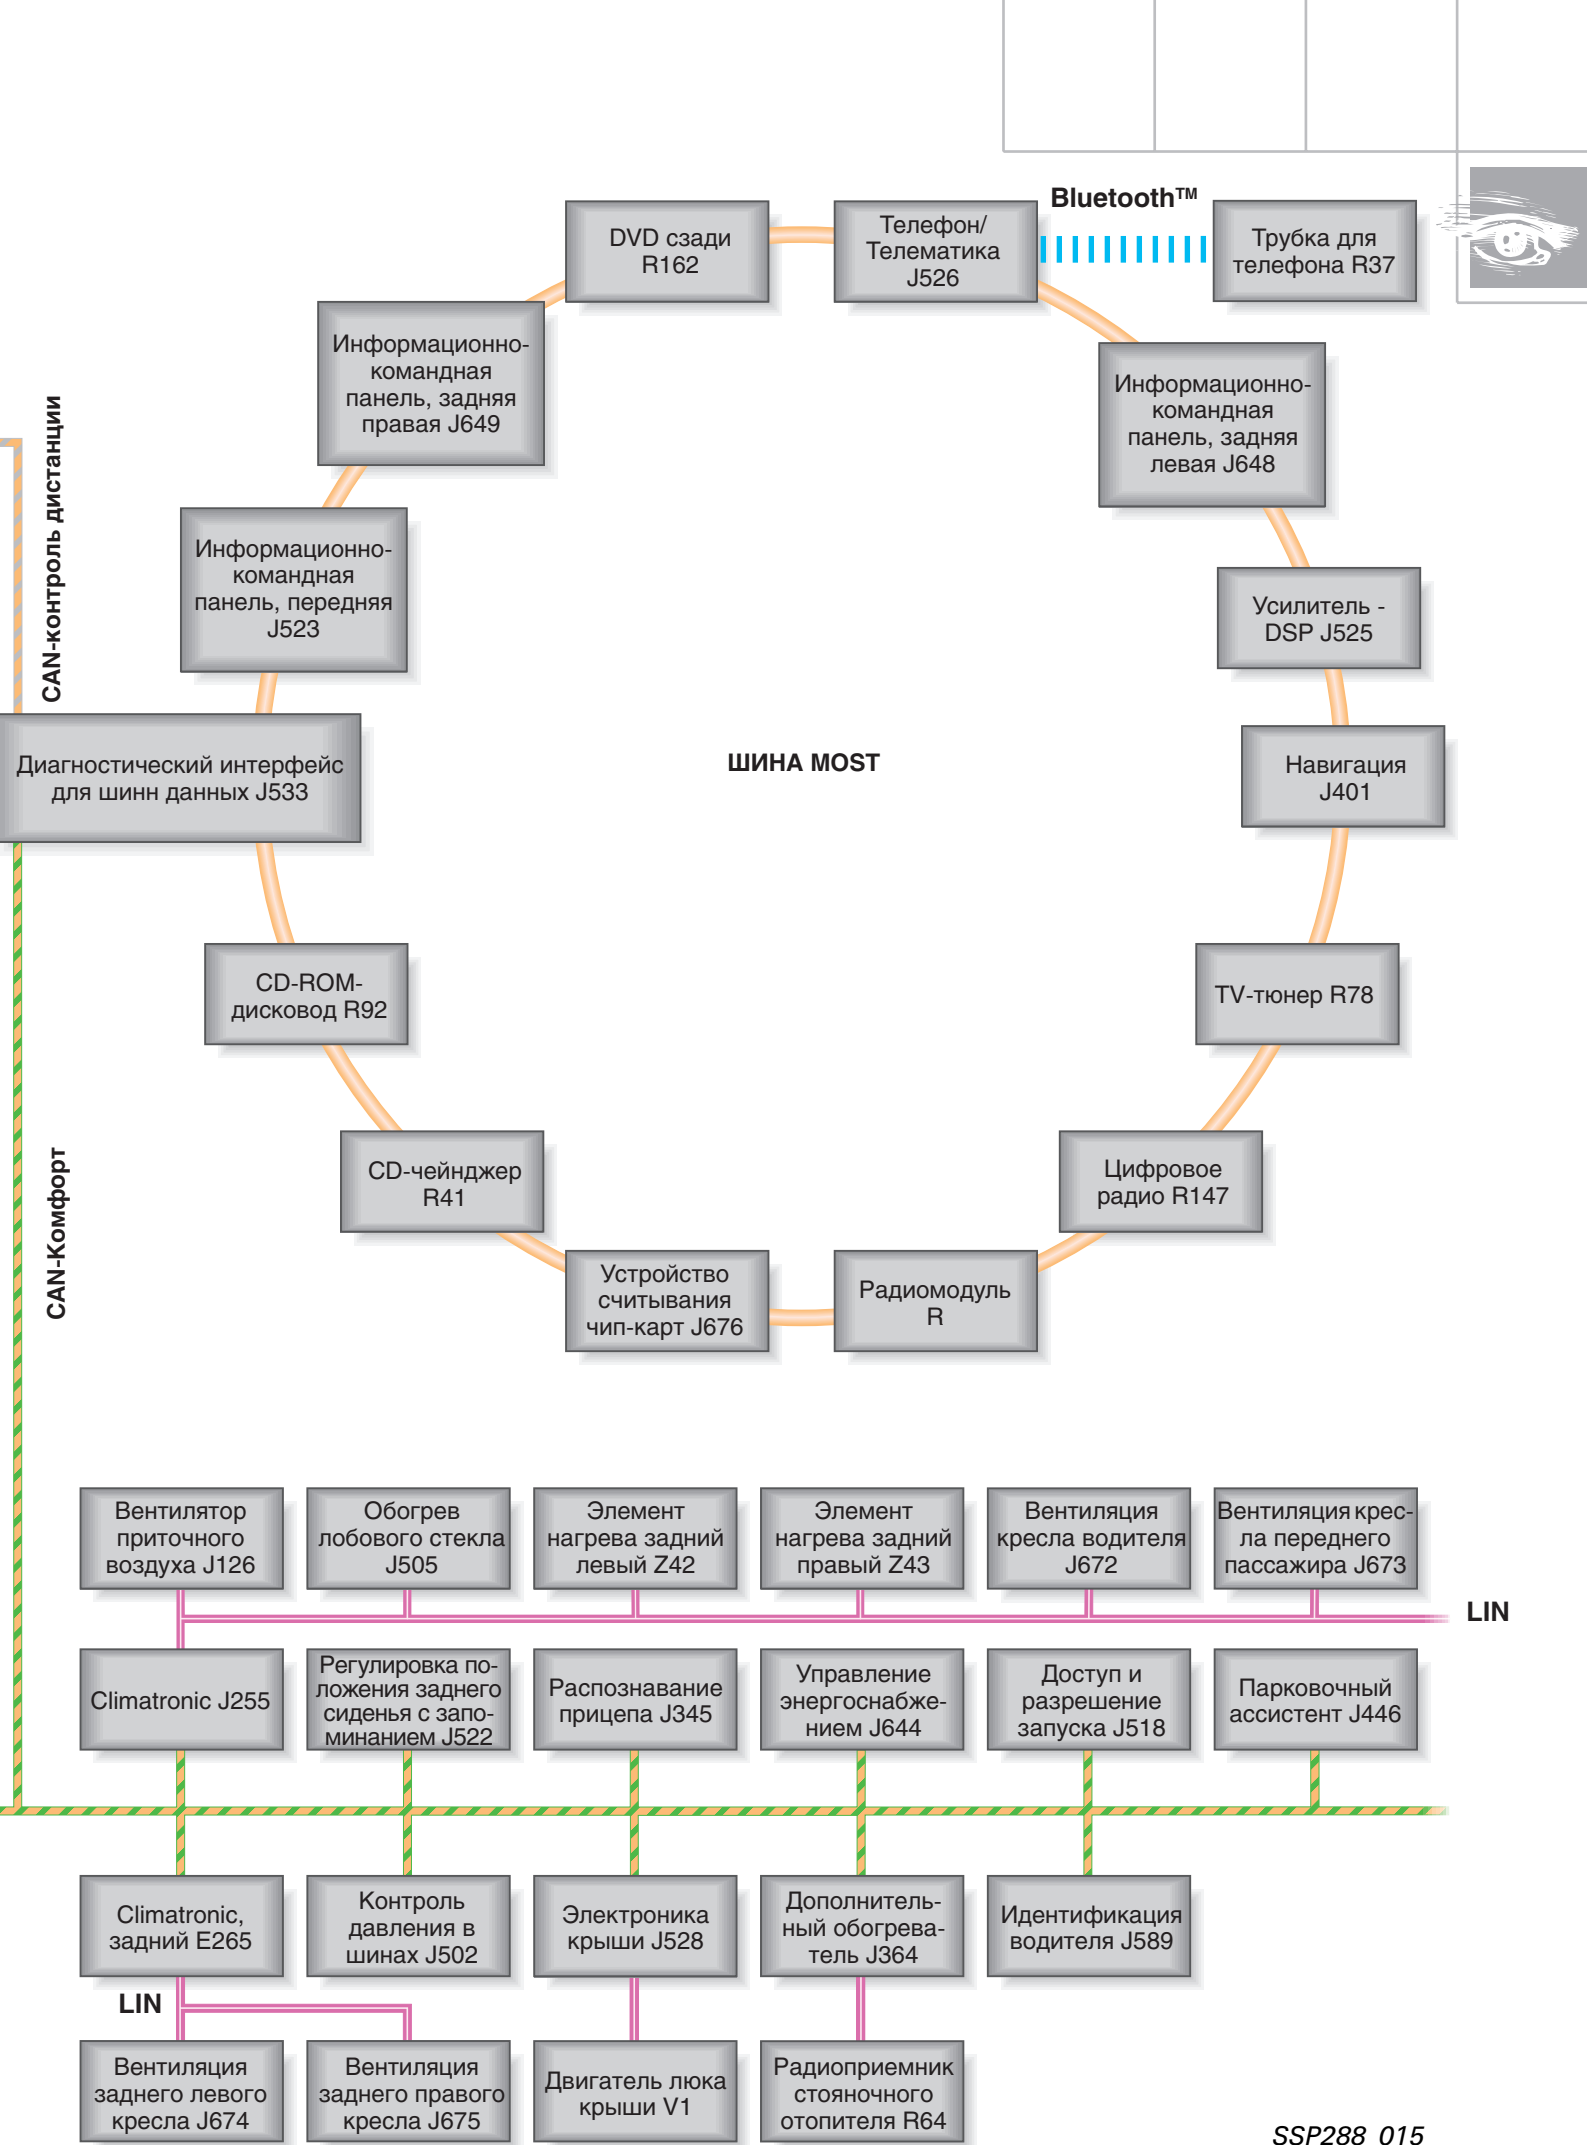 Bluetooth™
DVD сзади
R162
Телефон/
Телематика
J526
Трубка для
телефона R37
Информационно-
командная
панель, задняя
правая J649
Информационно-
командная
панель, задняя
левая J648
CAN-контроль дистанции
Информационно-
командная
панель, передняя
J523
Усилитель -
DSP J525
Диагностический интерфейс
для шинн данных J533
ШИНА MOST
Навигация
J401
CD-ROM-
дисковод R92
TV-тюнер R78
CAN-Комфорт
CD-чейнджер
R41
Цифровое
радио R147
Устройство
считывания
чип-карт J676
Радиомодуль
R
Вентилятор
приточного
воздуха J126
Обогрев
лобового стекла
J505
Элемент
нагрева задний
левый Z42
Элемент
нагрева задний
правый Z43
Вентиляция
кресла водителя
J672
Вентиляция крес-
ла переднего
пассажира J673
LIN
Climatronic J255
Регулировка по-
ложения заднего
сиденья с запо-
минанием J522
Распознавание
прицепа J345
Управление
энергоснабже-
нием J644
Доступ и
разрешение
запуска J518
Парковочный
ассистент J446
Climatronic,
задний E265
Контроль
давления в
шинах J502
Электроника
крыши J528
Дополнитель-
ный обогрева-
тель J364
Идентификация
водителя J589
LIN
Вентиляция
заднего левого
кресла J674
Вентиляция
заднего правого
кресла J675
Двигатель люка
крыши V1
Радиоприемник
стояночного
отопителя R64
SSP288_015